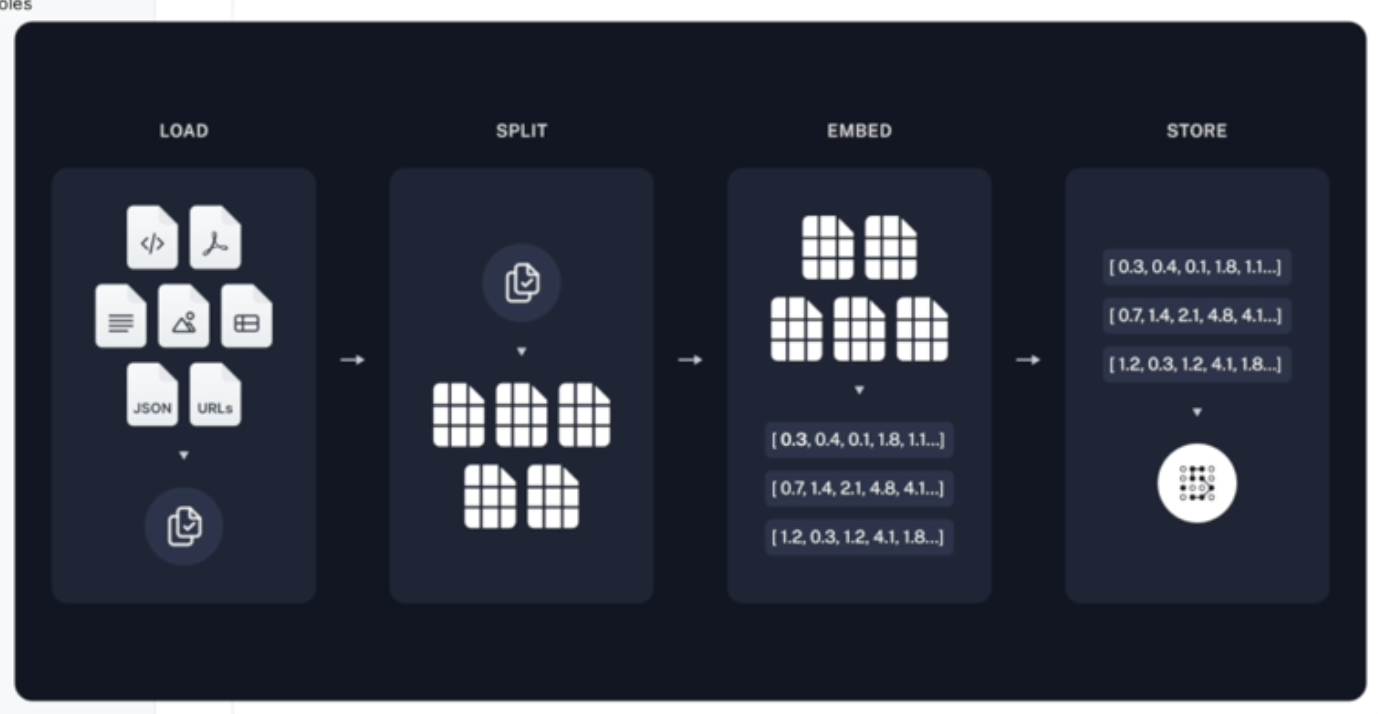 LOAD
SPLIT
EMBED
STORE
JSON
URLs
[ 0.3, 0.4, 0.1, 1.8, 1.1...]
[ 0.7, 1.4, 2.1, 4.8, 4.1...]
[ 1.2, 0.3, 1.2, 4.1, 1.8...]
[ 0.3, 0.4, 0.1, 1.8, 1.1...]
[ 0.7, 1.4, 2.1, 4.8, 4.1...]
[ 1.2, 0.3, 1.2, 4.1, 1.8...]